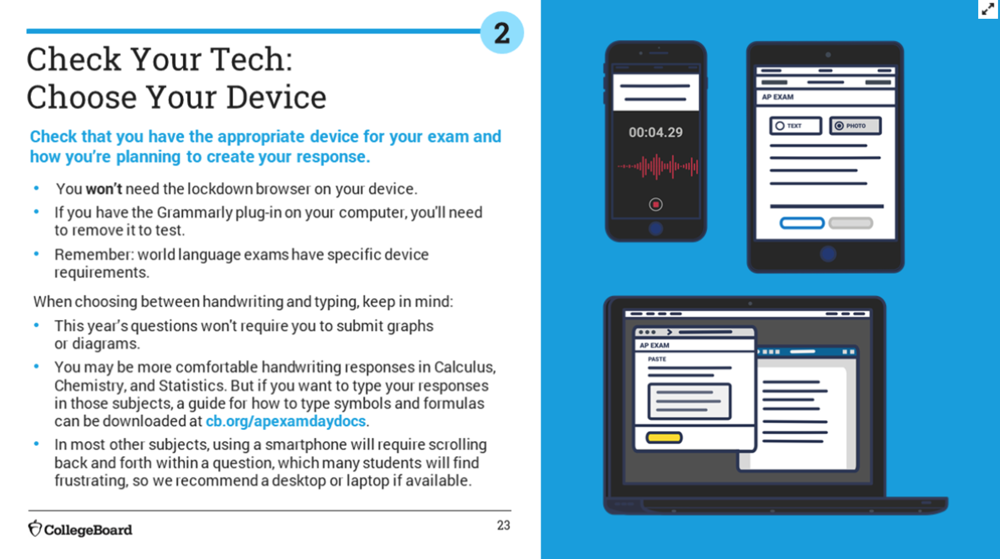 2
Check Your Tech:
Choose Your Device
Check that you have the appropriate device for your exam and
how you're planning to create your response.
• You won't need the lockdown browser on your device.
• If you have the Grammarly plug-in on your computer, you'll need
to remove it to test.
• Remember: world language exams have specific device
requirements.
When choosing between handwriting and typing, keep in mind:
• This year's questions won't require you to submit graphs
or diagrams.
• You may be more comfortable handwriting responses in Calculus,
Chemistry, and Statistics. But if you want to type your responses
in those subjects, a guide for how to type symbols and formulas
can be downloaded at cb.org/apexamdaydocs.
• In most other subjects, using a smartphone will require scrolling
back and forth within a question, which many students will find
frustrating, so we recommend a desktop or laptop if available.
CollegeBoard
23
00:04.29
AP EXAM
TEXT
PHOTO
AP EXAM
PASTE